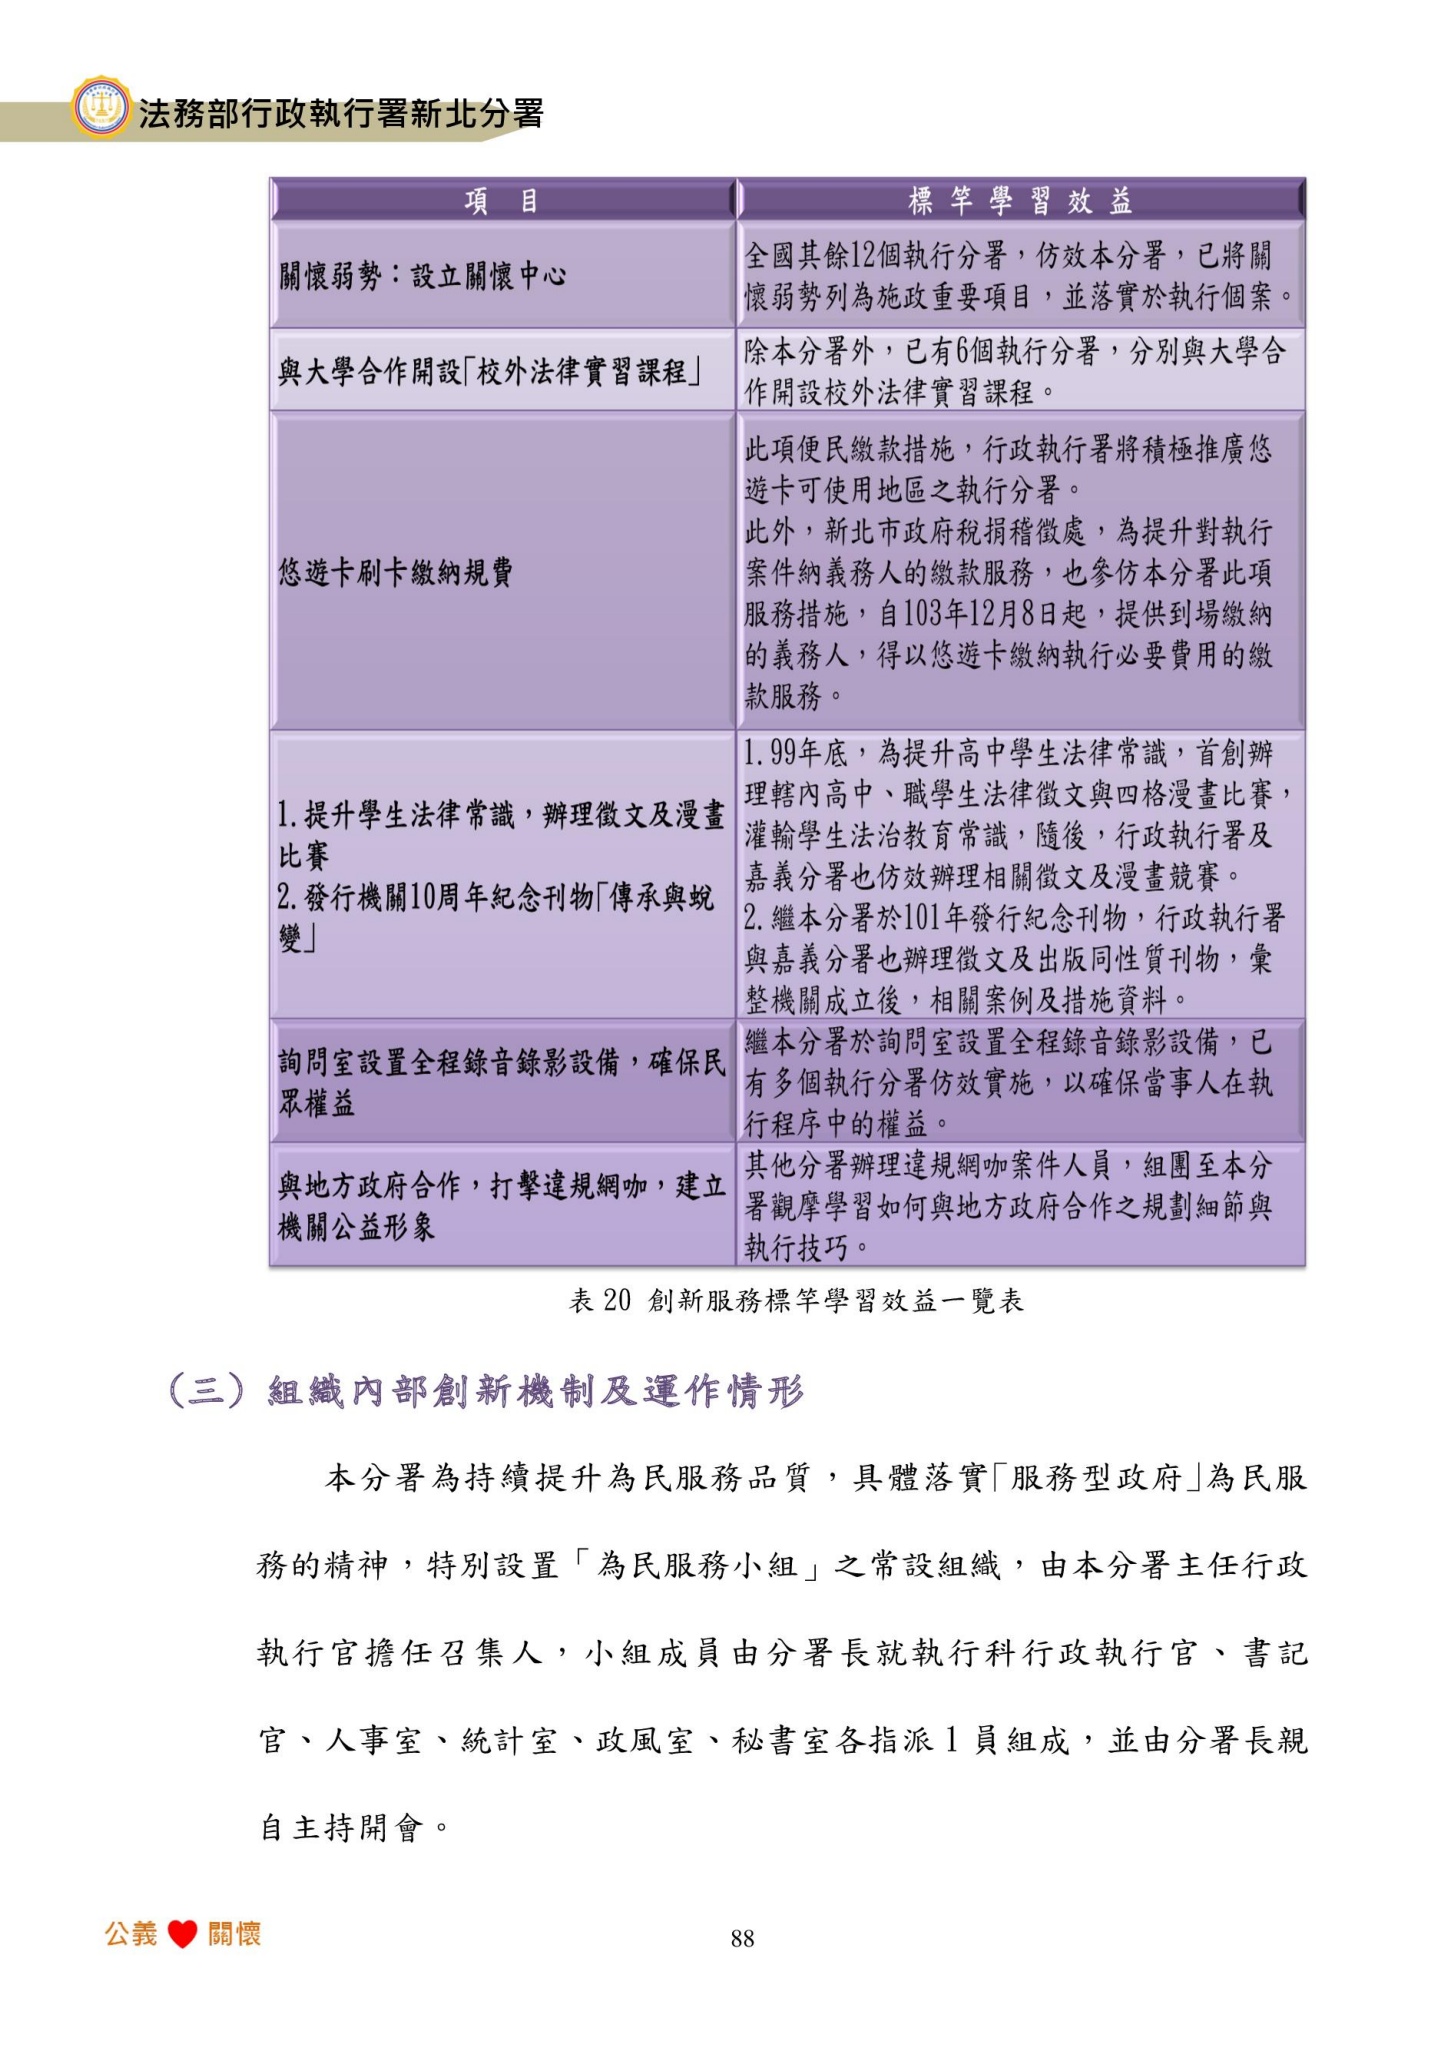 法務部行政執行署新北分署
項 目
標竿學習效益
關懷弱勢：設立關懷中心
全國其餘12個執行分署，仿效本分署，已將關
懷弱勢列為施政重要項目，並落實於執行個案。
與大學合作開設「校外法律實習課程」
除本分署外，已有6個執行分署，分別與大學合
作開設校外法律實習課程。
悠遊卡刷卡繳納規費
此項便民繳款措施，行政執行署將積極推廣悠
遊卡可使用地區之執行分署。
此外，新北市政府稅捐稽徵處，為提升對執行
案件納義務人的繳款服務，也參仿本分署此項
服務措施，自103年12月8日起，提供到場繳納
的義務人，得以悠遊卡繳納執行必要費用的繳
款服務。
1.提升學生法律常識，辦理徵文及漫畫
比賽
2.發行機關10周年紀念刊物「傳承與蛻
變」
1.99年底，為提升高中學生法律常識，首創辦
理轄內高中、職學生法律徵文與四格漫畫比賽，
灌輸學生法治教育常識，隨後，行政執行署及
嘉義分署也仿效辦理相關徵文及漫畫競賽。
2.繼本分署於101年發行紀念刊物，行政執行署
與嘉義分署也辦理徵文及出版同性質刊物，彙
整機關成立後，相關案例及措施資料。
詢問室設置全程錄音錄影設備，確保民
眾權益
繼本分署於詢問室設置全程錄音錄影設備，已
有多個執行分署仿效實施，以確保當事人在執
行程序中的權益。
與地方政府合作，打擊違規網咖，建立
機關公益形象
其他分署辦理違規網咖案件人員，組團至本分
署觀摩學習如何與地方政府合作之規劃細節與
執行技巧。
表 20 創新服務標竿學習效益一覽表
（三）組織內部創新機制及運作情形
本分署為持續提升為民服務品質，具體落實「服務型政府」為民服
務的精神，特別設置「為民服務小組」之常設組織，由本分署主任行政
執行官擔任召集人，小組成員由分署長就執行科行政執行官、書記
官、人事室、統計室、政風室、秘書室各指派 1 員組成，並由分署長親
自主持開會。
公義 ♥ 關懷
88